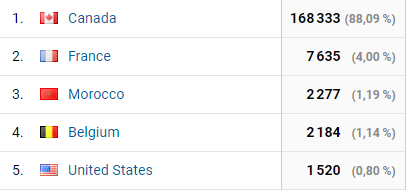 1. Canada 168 333 (88,09 %)
2. France 7 635 (4,00 %)
3. Morocco 2 277 (1,19 %)
4. Belgium 2 184 (1,14 %)
5. United States 1 520 (0,80 %)